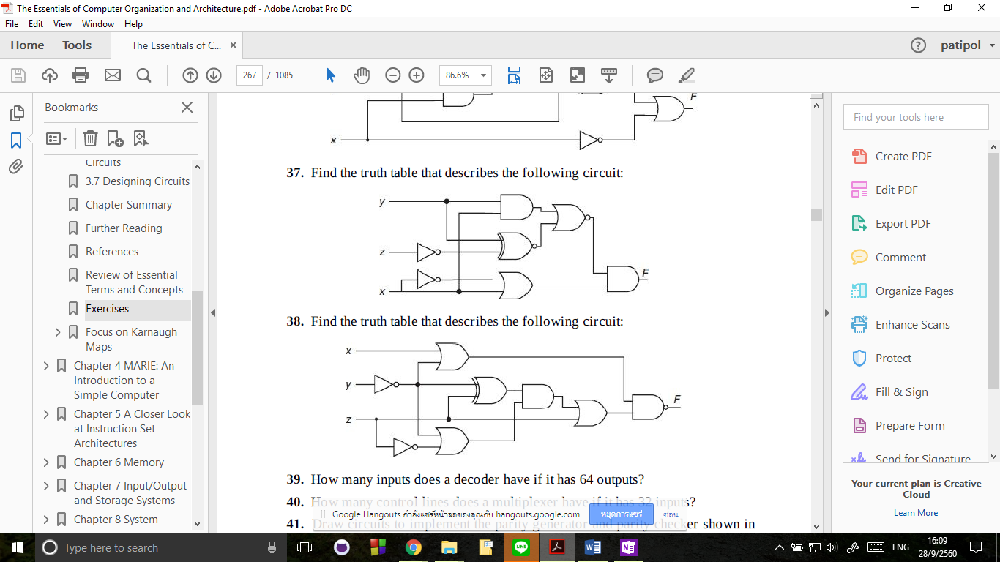 The Essentials of Computer Organization and Architecture.pdf - Adobe Acrobat Pro DC
File Edit View Window Help
Home Tools The Essentials of C... × patipol
267 / 1085 86.6%
Bookmarks
Circuits
3.7 Designing Circuits
Chapter Summary
Further Reading
References
Review of Essential
Terms and Concepts
Exercises
Focus on Karnaugh
Maps
Chapter 4 MARIE: An
Introduction to a
Simple Computer
Chapter 5 A Closer Look
at Instruction Set
Architectures
Chapter 6 Memory
Chapter 7 Input/Output
and Storage Systems
Chapter 8 System
F
x
37. Find the truth table that describes the following circuit:
y
z
F
x
38. Find the truth table that describes the following circuit:
x
y
F
z
39. How many inputs does a decoder have if it has 64 outputs?
40. How many control lines does a multiplexer have if it has 32 inputs?
Google Hangouts กำลังแชร์หน้าจอของคุณกับ hangouts.google.com หยุดการแชร์ ซ่อน
41. Draw circuits to implement the parity generator and parity checker shown in
Find your tools here
Create PDF
Edit PDF
Export PDF
Comment
Organize Pages
Enhance Scans
Protect
Fill & Sign
Prepare Form
Send for Signature
Your current plan is Creative
Cloud
Learn More
Type here to search
LINE
ENG
16:09
28/9/2560